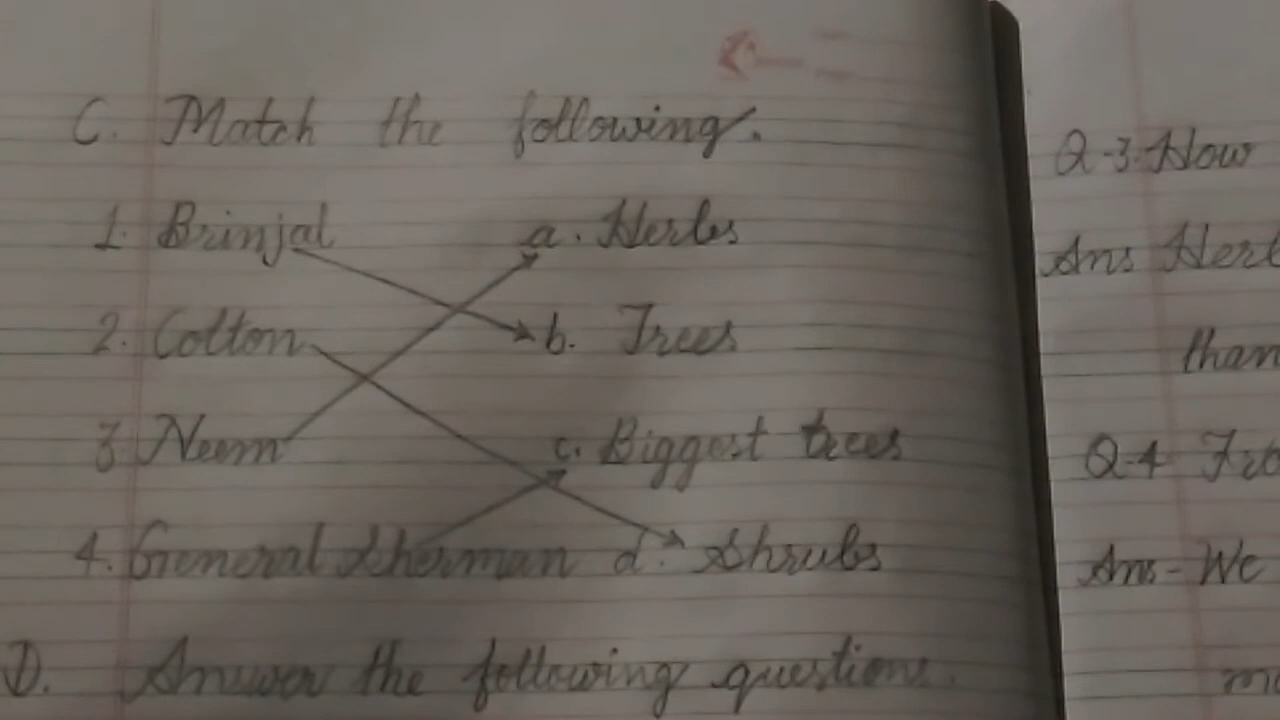 C. Match the following.
1. Brinjal a. Herbs
2. Cotton b. Trees
3. Neem c. Biggest trees
4. General Sherman d. Shrubs
D. Answer the following questions.
Q-3. How
Ans Herb
than
Q-4
Ans- We